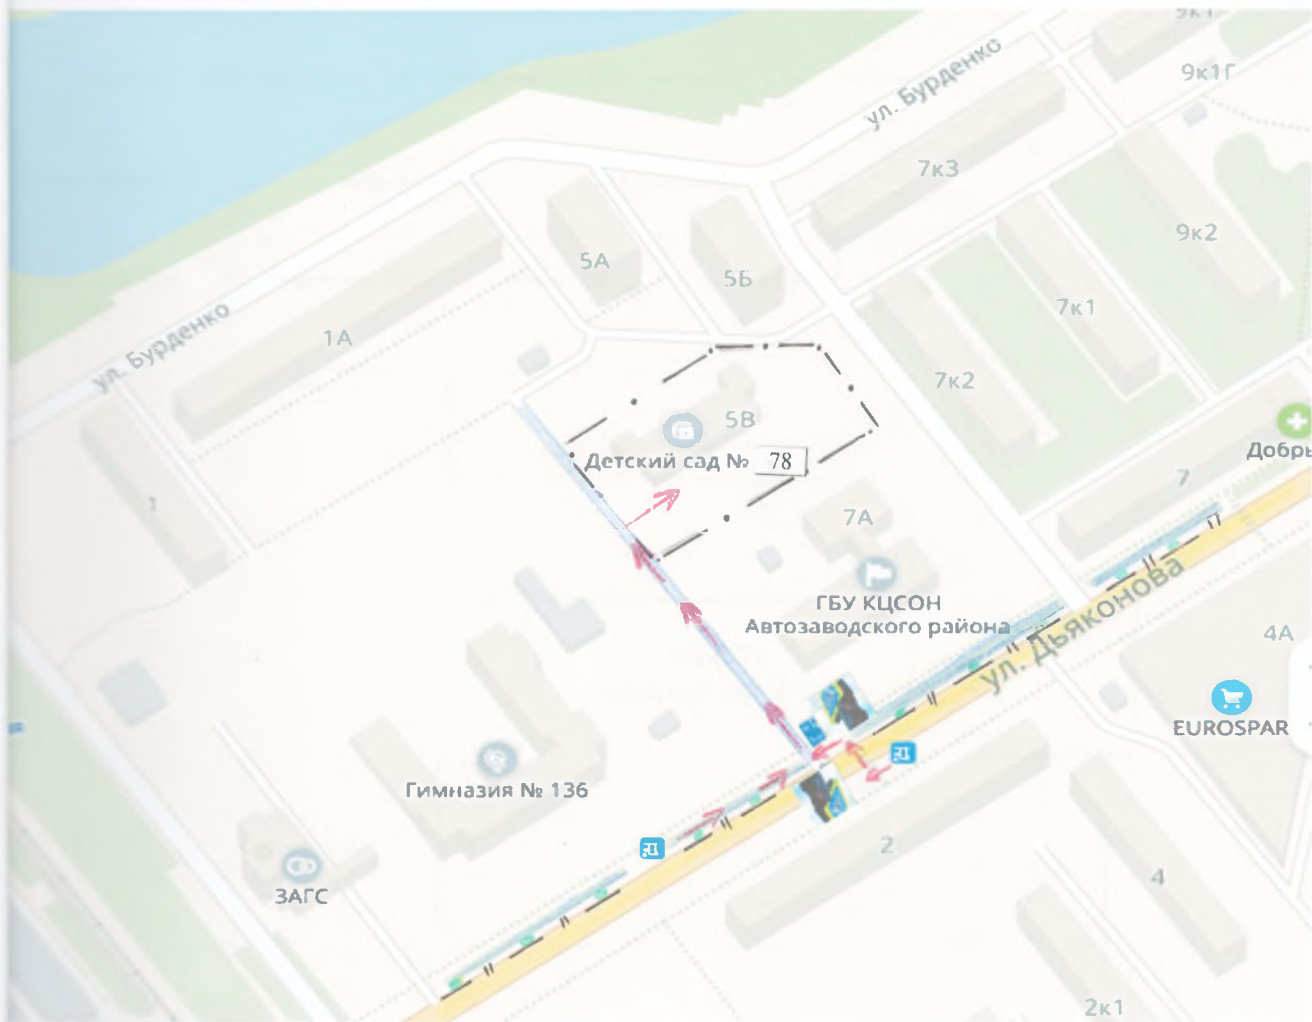 9к1
ул. Бурденко
9к1Г
7к3
9к2
5А
5Б
7к1
ул. Бурденко
1А
7к2
5В
Детский сад № 78
Добры
7
1
7А
ГБУ КЦСОН
Автозаводского района
ул. Дьяконова
4А
EUROSPAR
Гимназия № 136
2
4
ЗАГС
2к1